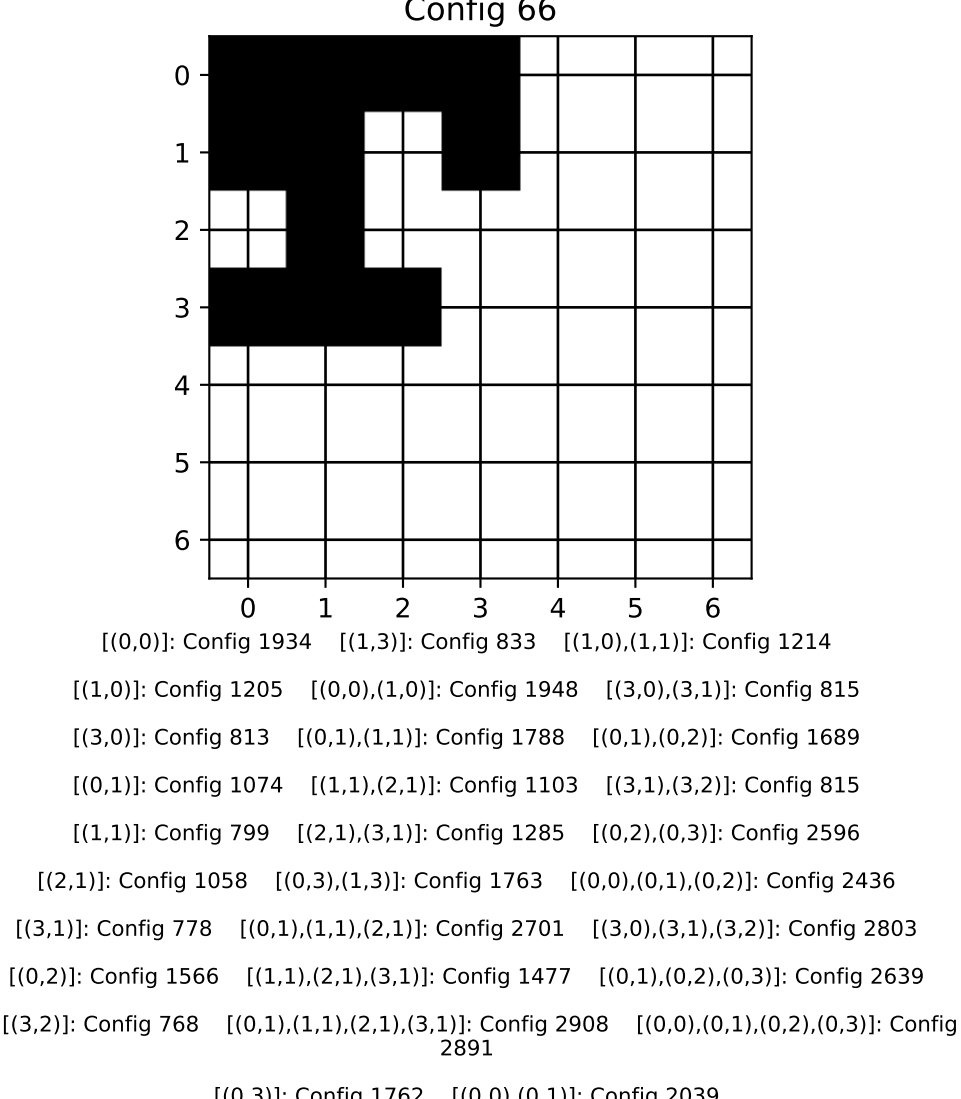 Config 66
0
1
2
3
4
5
6
0 1 2 3 4 5 6
[(0,0)]: Config 1934 [(1,3)]: Config 833 [(1,0),(1,1)]: Config 1214
[(1,0)]: Config 1205 [(0,0),(1,0)]: Config 1948 [(3,0),(3,1)]: Config 815
[(3,0)]: Config 813 [(0,1),(1,1)]: Config 1788 [(0,1),(0,2)]: Config 1689
[(0,1)]: Config 1074 [(1,1),(2,1)]: Config 1103 [(3,1),(3,2)]: Config 815
[(1,1)]: Config 799 [(2,1),(3,1)]: Config 1285 [(0,2),(0,3)]: Config 2596
[(2,1)]: Config 1058 [(0,3),(1,3)]: Config 1763 [(0,0),(0,1),(0,2)]: Config 2436
[(3,1)]: Config 778 [(0,1),(1,1),(2,1)]: Config 2701 [(3,0),(3,1),(3,2)]: Config 2803
[(0,2)]: Config 1566 [(1,1),(2,1),(3,1)]: Config 1477 [(0,1),(0,2),(0,3)]: Config 2639
[(3,2)]: Config 768 [(0,1),(1,1),(2,1),(3,1)]: Config 2908 [(0,0),(0,1),(0,2),(0,3)]: Config
2891
[(0,3)]: Config 1762 [(0,0),(0,1)]: Config 2039